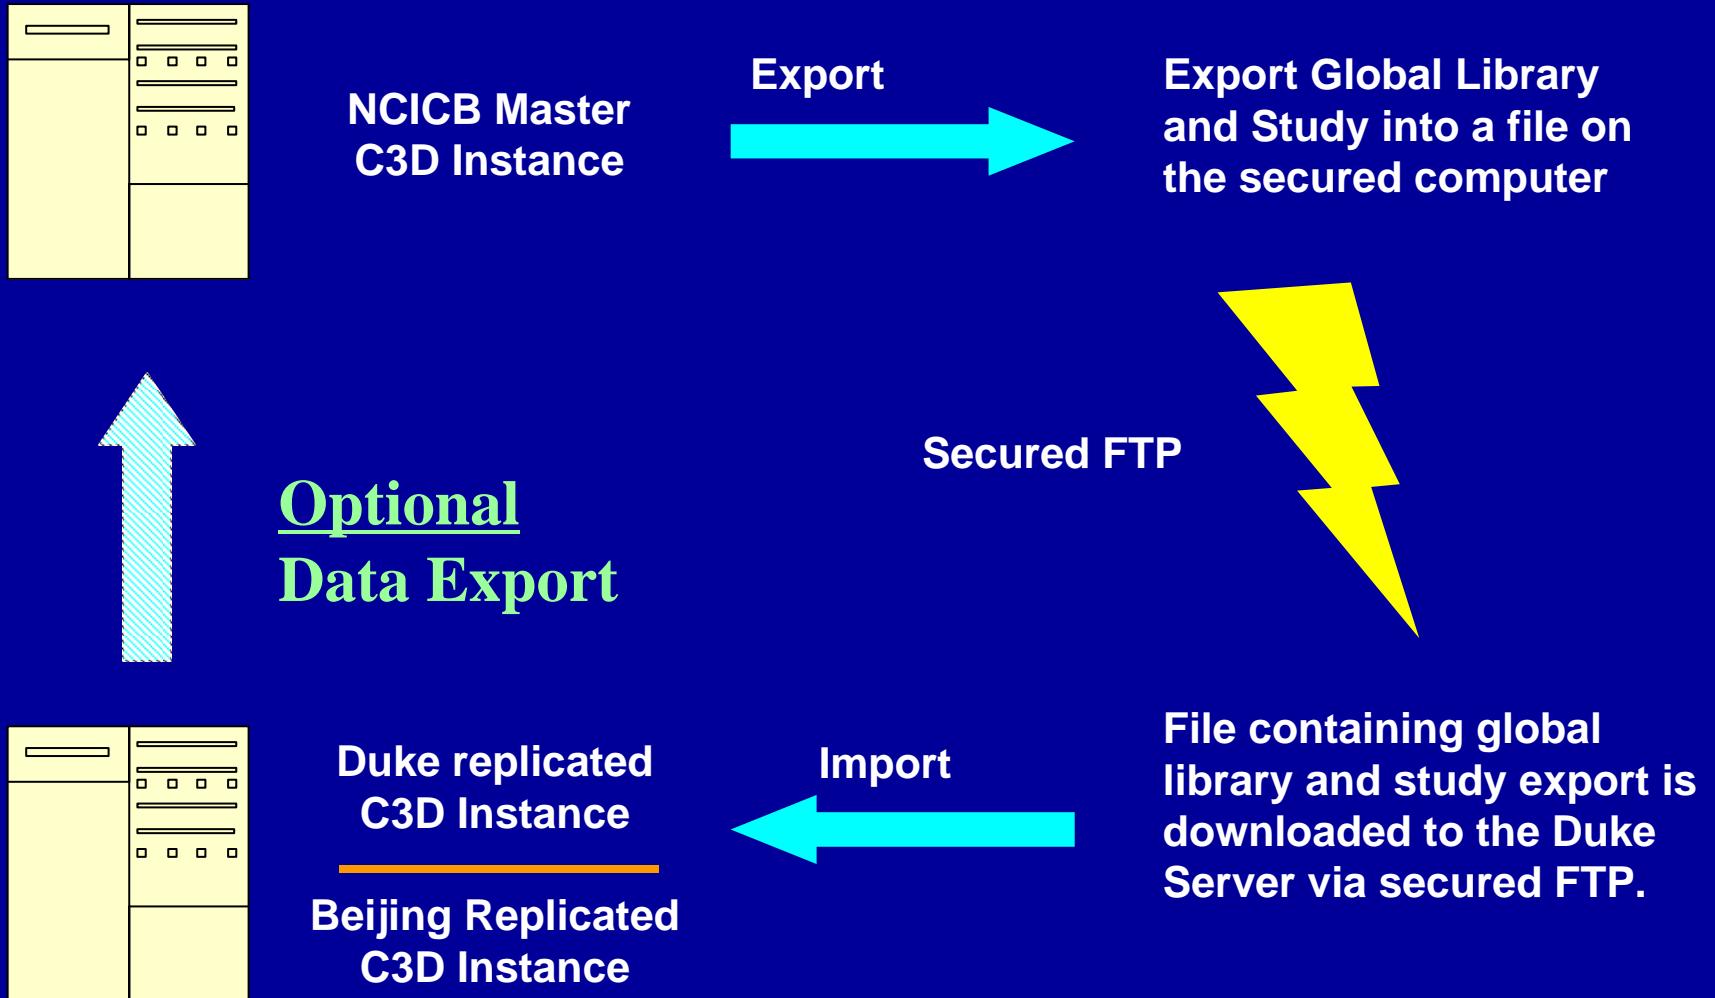 NCICB Master
C3D Instance
Export
Export Global Library
and Study into a file on
the secured computer
Secured FTP
Optional
Data Export
Duke replicated
C3D Instance
Beijing Replicated
C3D Instance
Import
File containing global
library and study export is
downloaded to the Duke
Server via secured FTP.